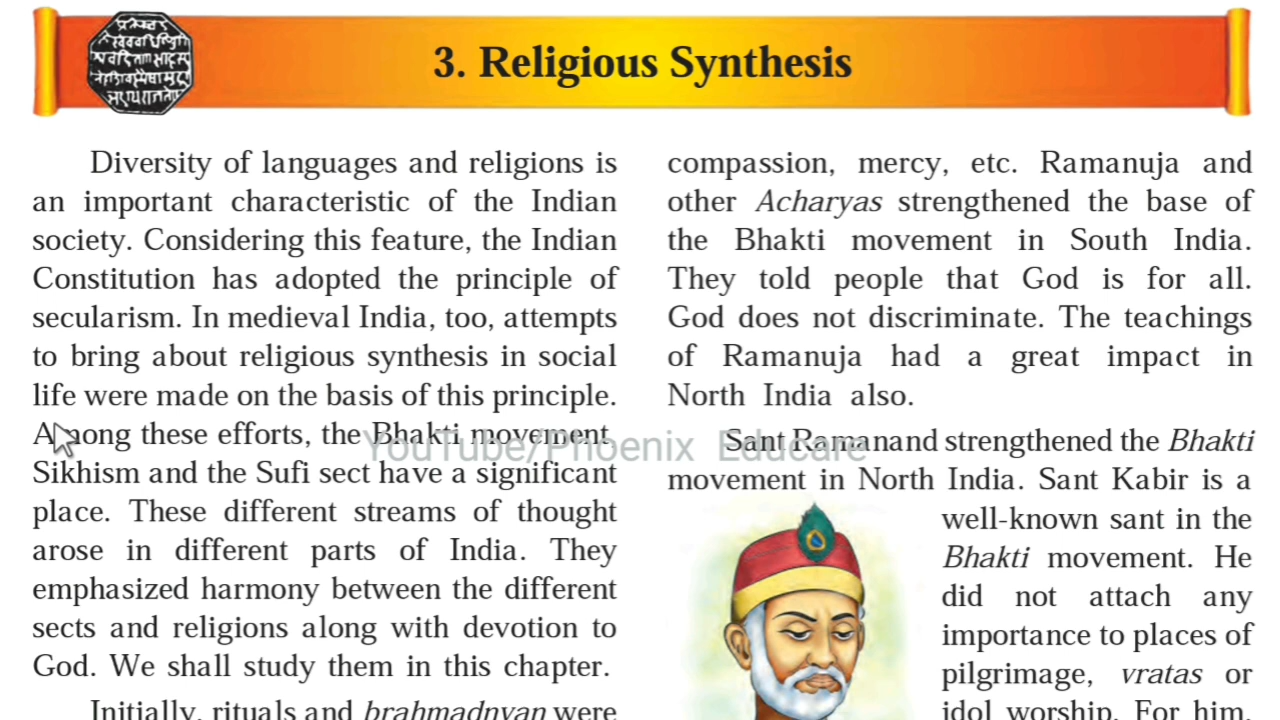 3. Religious Synthesis
Diversity of languages and religions is
an important characteristic of the Indian
society. Considering this feature, the Indian
Constitution has adopted the principle of
secularism. In medieval India, too, attempts
to bring about religious synthesis in social
life were made on the basis of this principle.
Among these efforts, the Bhakti movement,
Sikhism and the Sufi sect have a significant
place. These different streams of thought
arose in different parts of India. They
emphasized harmony between the different
sects and religions along with devotion to
God. We shall study them in this chapter.
Initially, rituals and brahmadnyan were
compassion, mercy, etc. Ramanuja and
other Acharyas strengthened the base of
the Bhakti movement in South India.
They told people that God is for all.
God does not discriminate. The teachings
of Ramanuja had a great impact in
North India also.
Sant Ramanand strengthened the Bhakti
movement in North India. Sant Kabir is a
well-known sant in the
Bhakti movement. He
did not attach any
importance to places of
pilgrimage, vratas or
idol worship. For him,
YouTube/Phoenix Educare